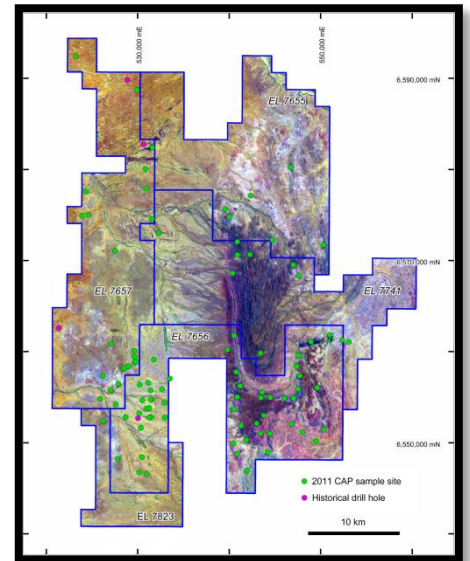 530,000 mE
550,000 mE
6,590,000 mN
EL 7655
6,570,000 mN
EL 7657
EL 7741
EL 7656
6,550,000 mN
2011 CAP sample site
Historical drill hole
10 km
EL 7823